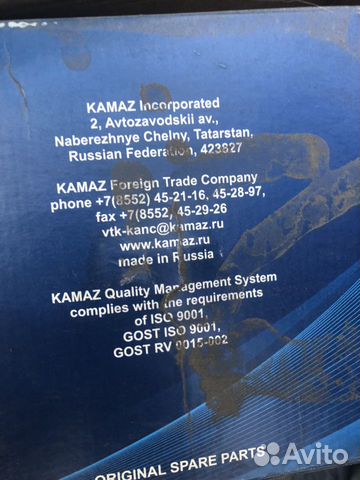 KAMAZ Incorporated
2, Avtozavodskii av.,
Naberezhnye Chelny, Tatarstan,
Russian Federation, 423827
KAMAZ Foreign Trade Company
phone +7(8552) 45-21-16, 45-28-97,
fax +7(8552) 45-29-26
vtk-kanc@kamaz.ru
www.kamaz.ru
made in Russia
KAMAZ Quality Management System
complies with the requirements
of ISO 9001,
GOST ISO 9001,
GOST RV 0015-002
ORIGINAL SPARE PARTS
Avito